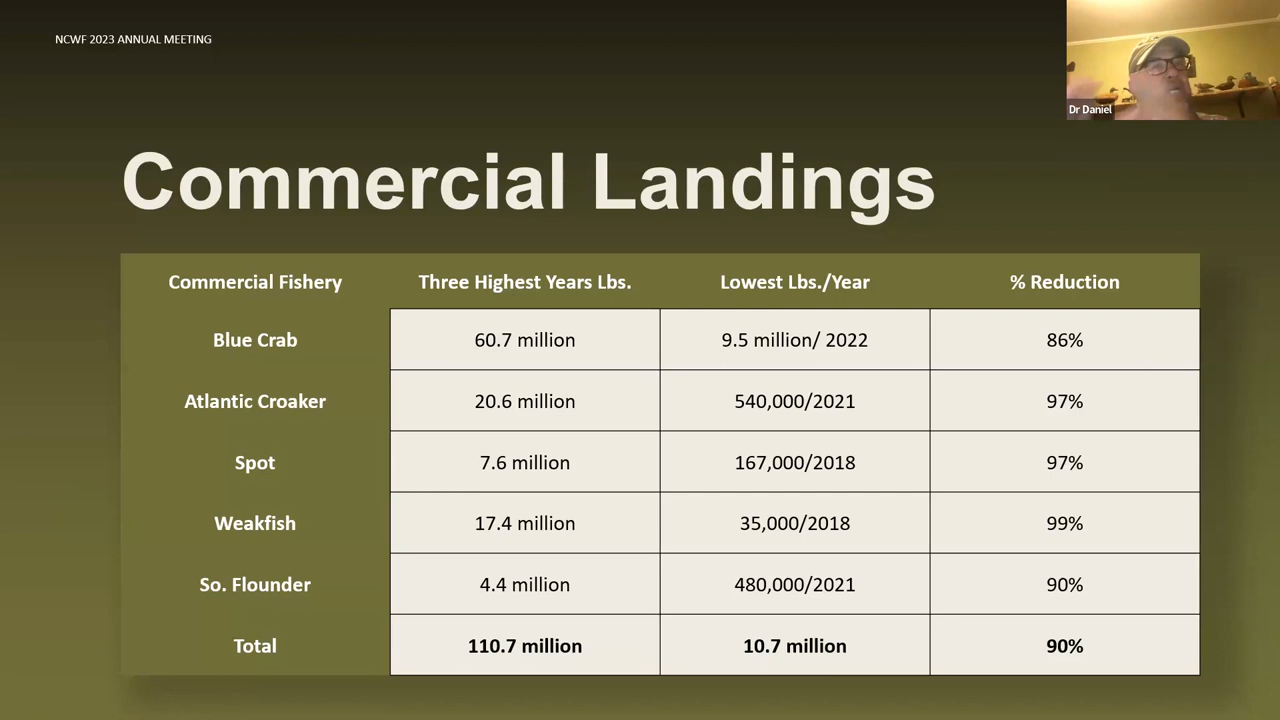 NCWF 2023 ANNUAL MEETING
Dr Daniel
Commercial Landings
Commercial Fishery Three Highest Years Lbs. Lowest Lbs./Year % Reduction
Blue Crab 60.7 million 9.5 million/ 2022 86%
Atlantic Croaker 20.6 million 540,000/2021 97%
Spot 7.6 million 167,000/2018 97%
Weakfish 17.4 million 35,000/2018 99%
So. Flounder 4.4 million 480,000/2021 90%
Total 110.7 million 10.7 million 90%